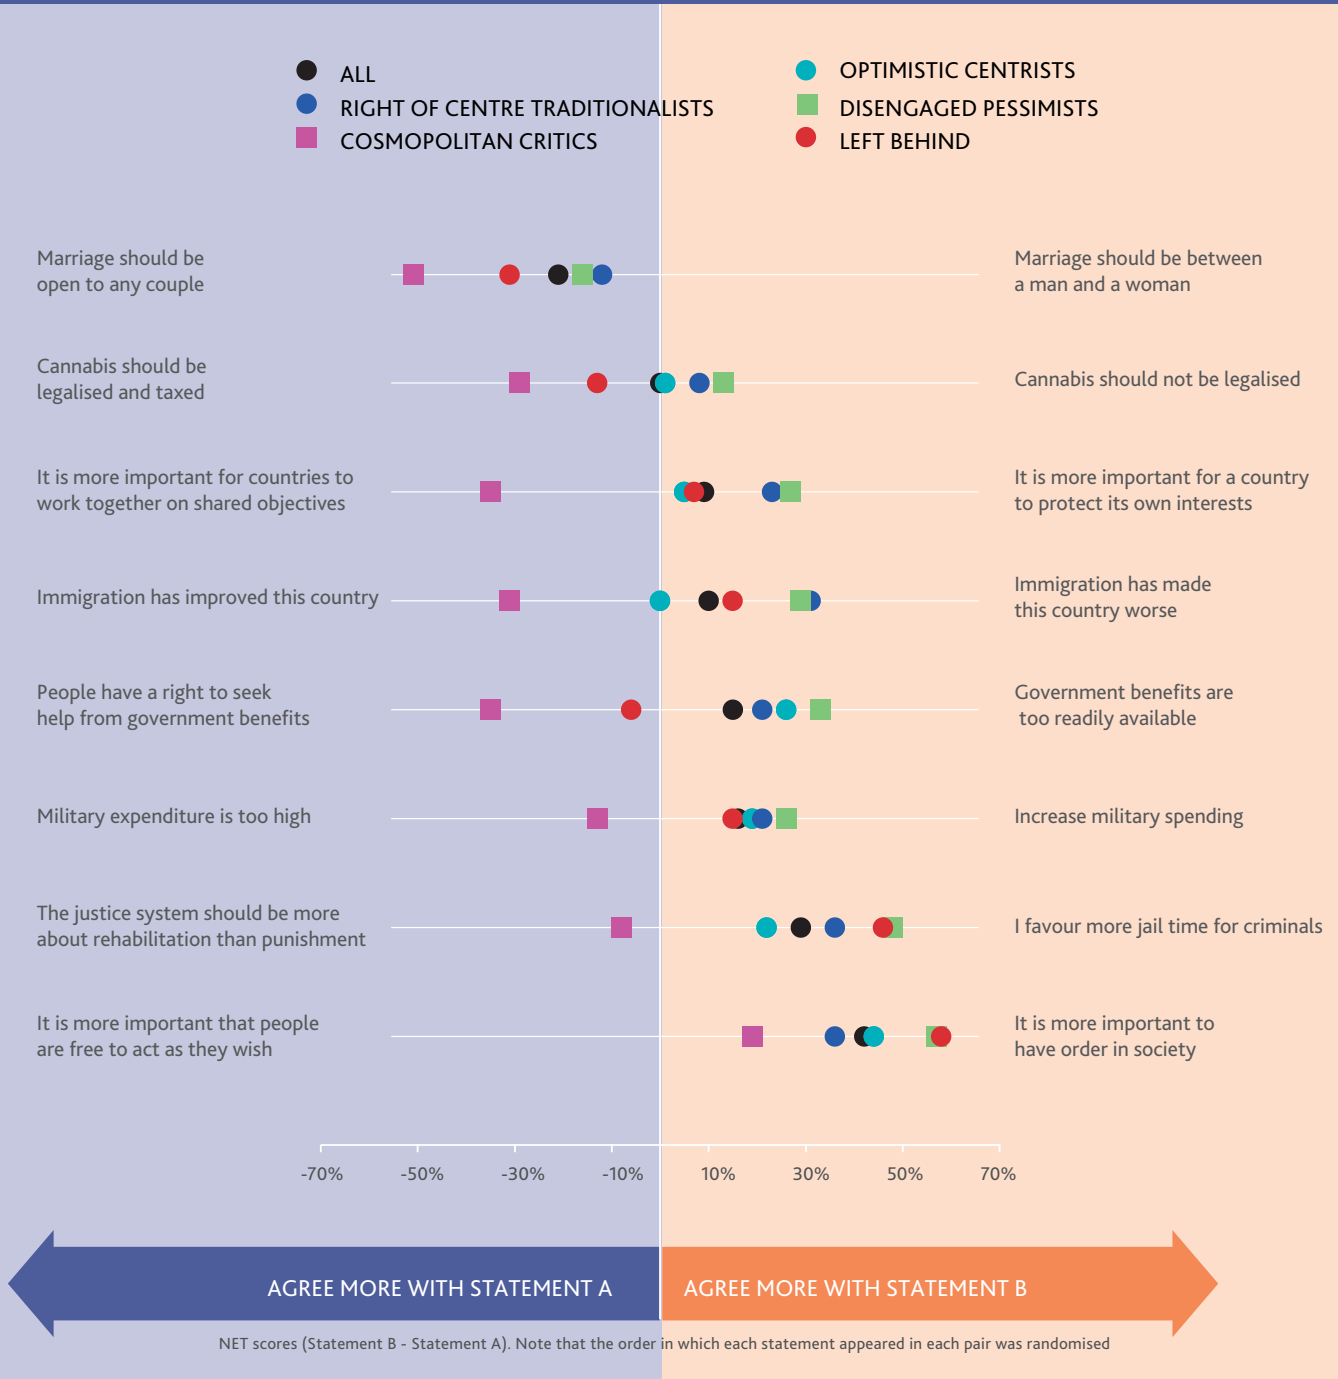 ALL
RIGHT OF CENTRE TRADITIONALISTS
COSMOPOLITAN CRITICS
OPTIMISTIC CENTRISTS
DISENGAGED PESSIMISTS
LEFT BEHIND
Marriage should be
open to any couple
Marriage should be between
a man and a woman
Cannabis should be
legalised and taxed
Cannabis should not be legalised
It is more important for countries to
work together on shared objectives
It is more important for a country
to protect its own interests
Immigration has improved this country
Immigration has made
this country worse
People have a right to seek
help from government benefits
Government benefits are
too readily available
Military expenditure is too high
Increase military spending
The justice system should be more
about rehabilitation than punishment
I favour more jail time for criminals
It is more important that people
are free to act as they wish
It is more important to
have order in society
-70% -50% -30% -10% 10% 30% 50% 70%
AGREE MORE WITH STATEMENT A
AGREE MORE WITH STATEMENT B
NET scores (Statement B - Statement A). Note that the order in which each statement appeared in each pair was randomised